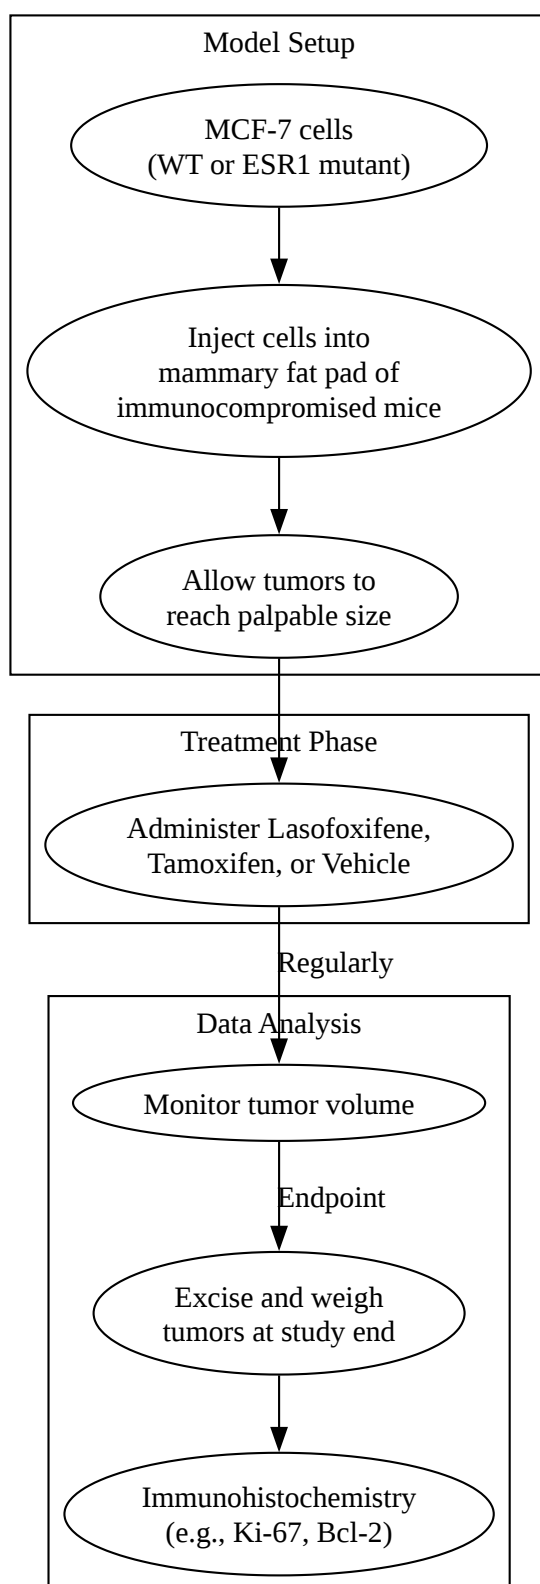 Model Setup
MCF-7 cells
(WT or ESR1 mutant)
Inject cells into
mammary fat pad of
immunocompromised mice
Allow tumors to
reach palpable size
Treatment Phase
Administer Lasofoxifene,
Tamoxifen, or Vehicle
Regularly
Data Analysis
Monitor tumor volume
Endpoint
Excise and weigh
tumors at study end
Immunohistochemistry
(e.g., Ki-67, Bcl-2)